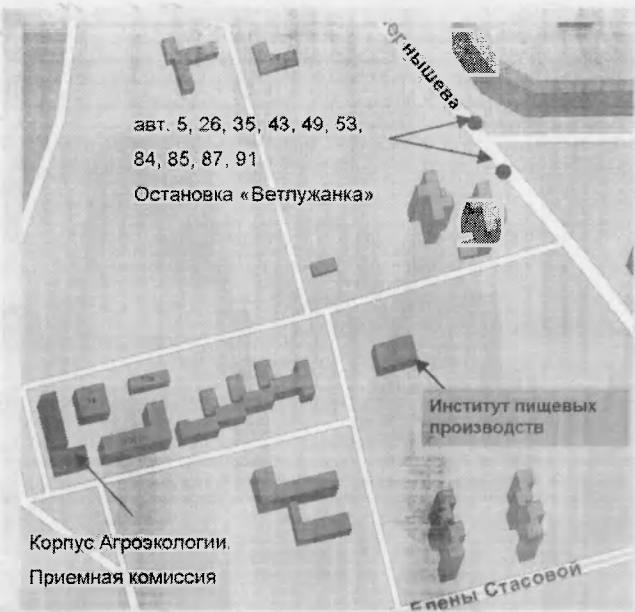 нышева
авт. 5, 26, 35, 43, 49, 53,
84, 85, 87, 91
Остановка «Ветлужанка»
Институт пищевых
производств
Корпус Агроэкологии.
Приемная комиссия
Елены Стасовой